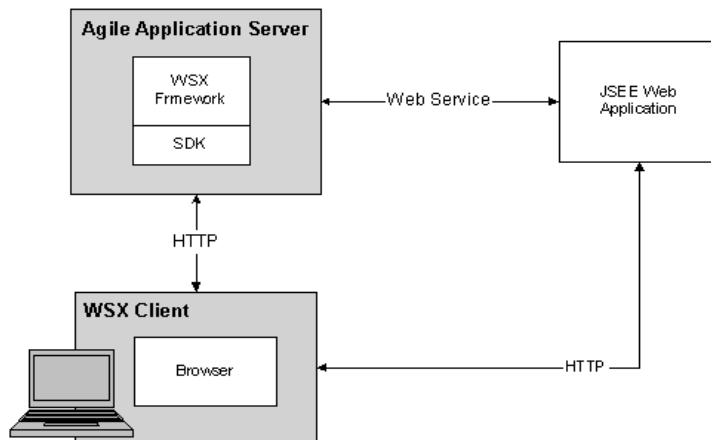 Agile Application Server
WSX
Frmework
SDK
Web Service
JSEE Web
Application
HTTP
WSX Client
Browser
HTTP